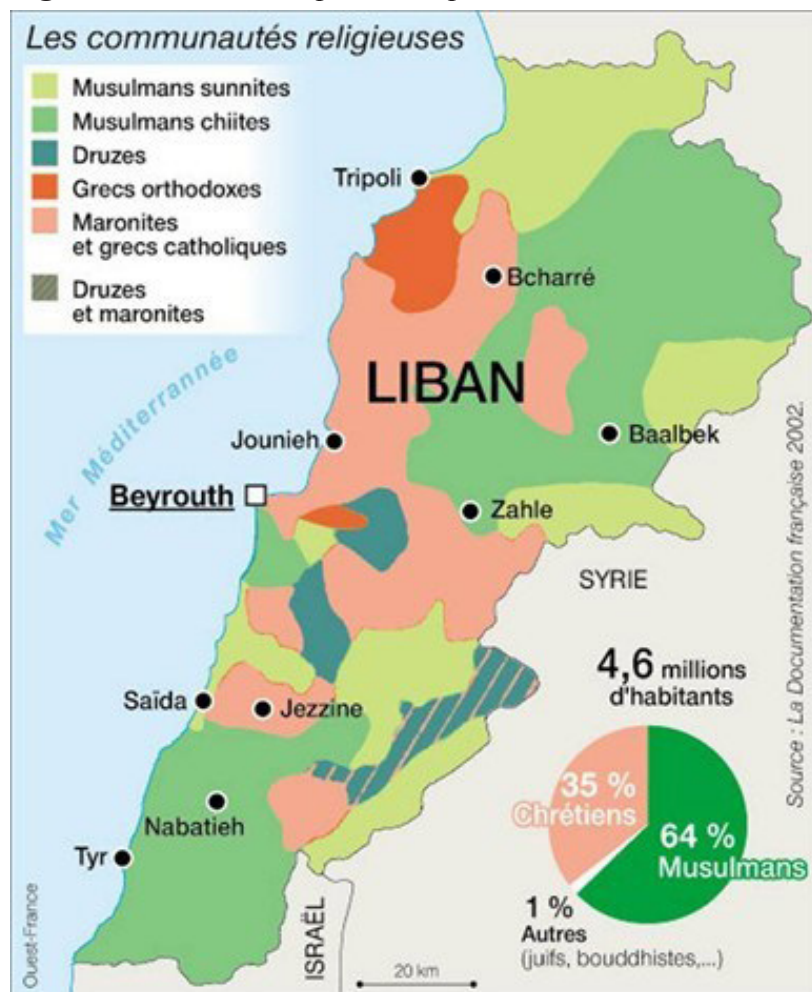 Les communautés religieuses
Musulmans sunnites
Musulmans chiites
Druzes
Grecs orthodoxes
Maronites
et grecs catholiques
Druzes
et maronites
Tripoli
Bcharré
LIBAN
Mer Méditerrannée
Jounieh
Baalbek
Beyrouth
Zahle
SYRIE
4,6 millions
d'habitants
Saïda
Jezzine
35 %
Chrétiens
64 %
Musulmans
Nabatieh
Tyr
1 %
Autres
(juifs, bouddhistes,...)
ISRAËL
20 km
Ouest-France
Source : La Documentation française 2002.